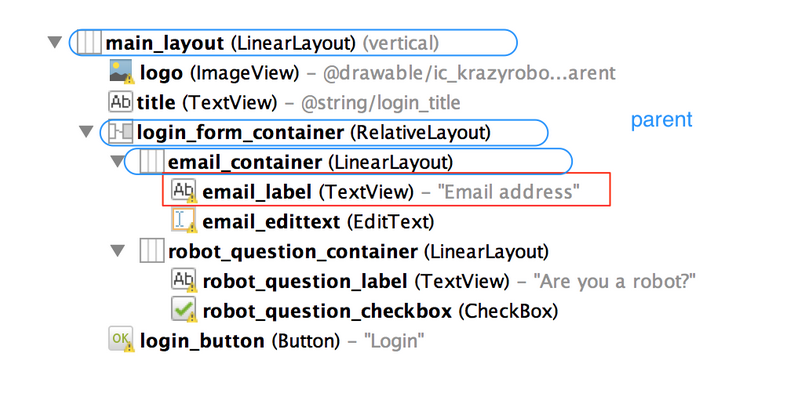 main_layout (LinearLayout) (vertical)
logo (ImageView) – @drawable/ic_krazyrobo...arent
Ab title (TextView) – @string/login_title
login_form_container (RelativeLayout)
parent
email_container (LinearLayout)
Ab email_label (TextView) – "Email address"
email_edittext (EditText)
robot_question_container (LinearLayout)
Ab robot_question_label (TextView) – "Are you a robot?"
robot_question_checkbox (CheckBox)
OK login_button (Button) – "Login"